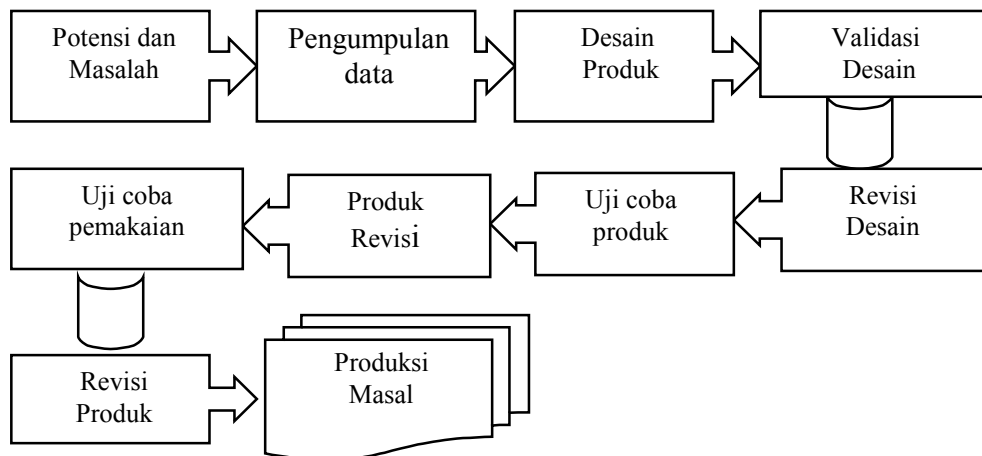 Potensi dan
Masalah
Pengumpulan
data
Desain
Produk
Validasi
Desain
Revisi
Desain
Uji coba
produk
Produk
Revisi
Uji coba
pemakaian
Revisi
Produk
Produksi
Masal